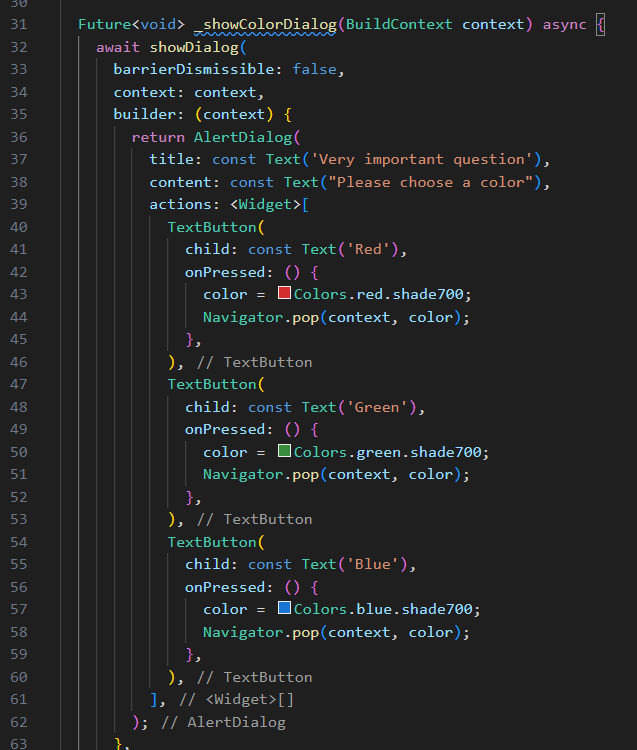 30
31 Future<void> _showColorDialog(BuildContext context) async {
32 await showDialog(
33 barrierDismissible: false,
34 context: context,
35 builder: (context) {
36 return AlertDialog(
37 title: const Text('Very important question'),
38 content: const Text("Please choose a color"),
39 actions: <Widget>[
40 TextButton(
41 child: const Text('Red'),
42 onPressed: () {
43 color = Colors.red.shade700;
44 Navigator.pop(context, color);
45 },
46 ), // TextButton
47 TextButton(
48 child: const Text('Green'),
49 onPressed: () {
50 color = Colors.green.shade700;
51 Navigator.pop(context, color);
52 },
53 ), // TextButton
54 TextButton(
55 child: const Text('Blue'),
56 onPressed: () {
57 color = Colors.blue.shade700;
58 Navigator.pop(context, color);
59 },
60 ), // TextButton
61 ], // <Widget>[]
62 ); // AlertDialog
63 },